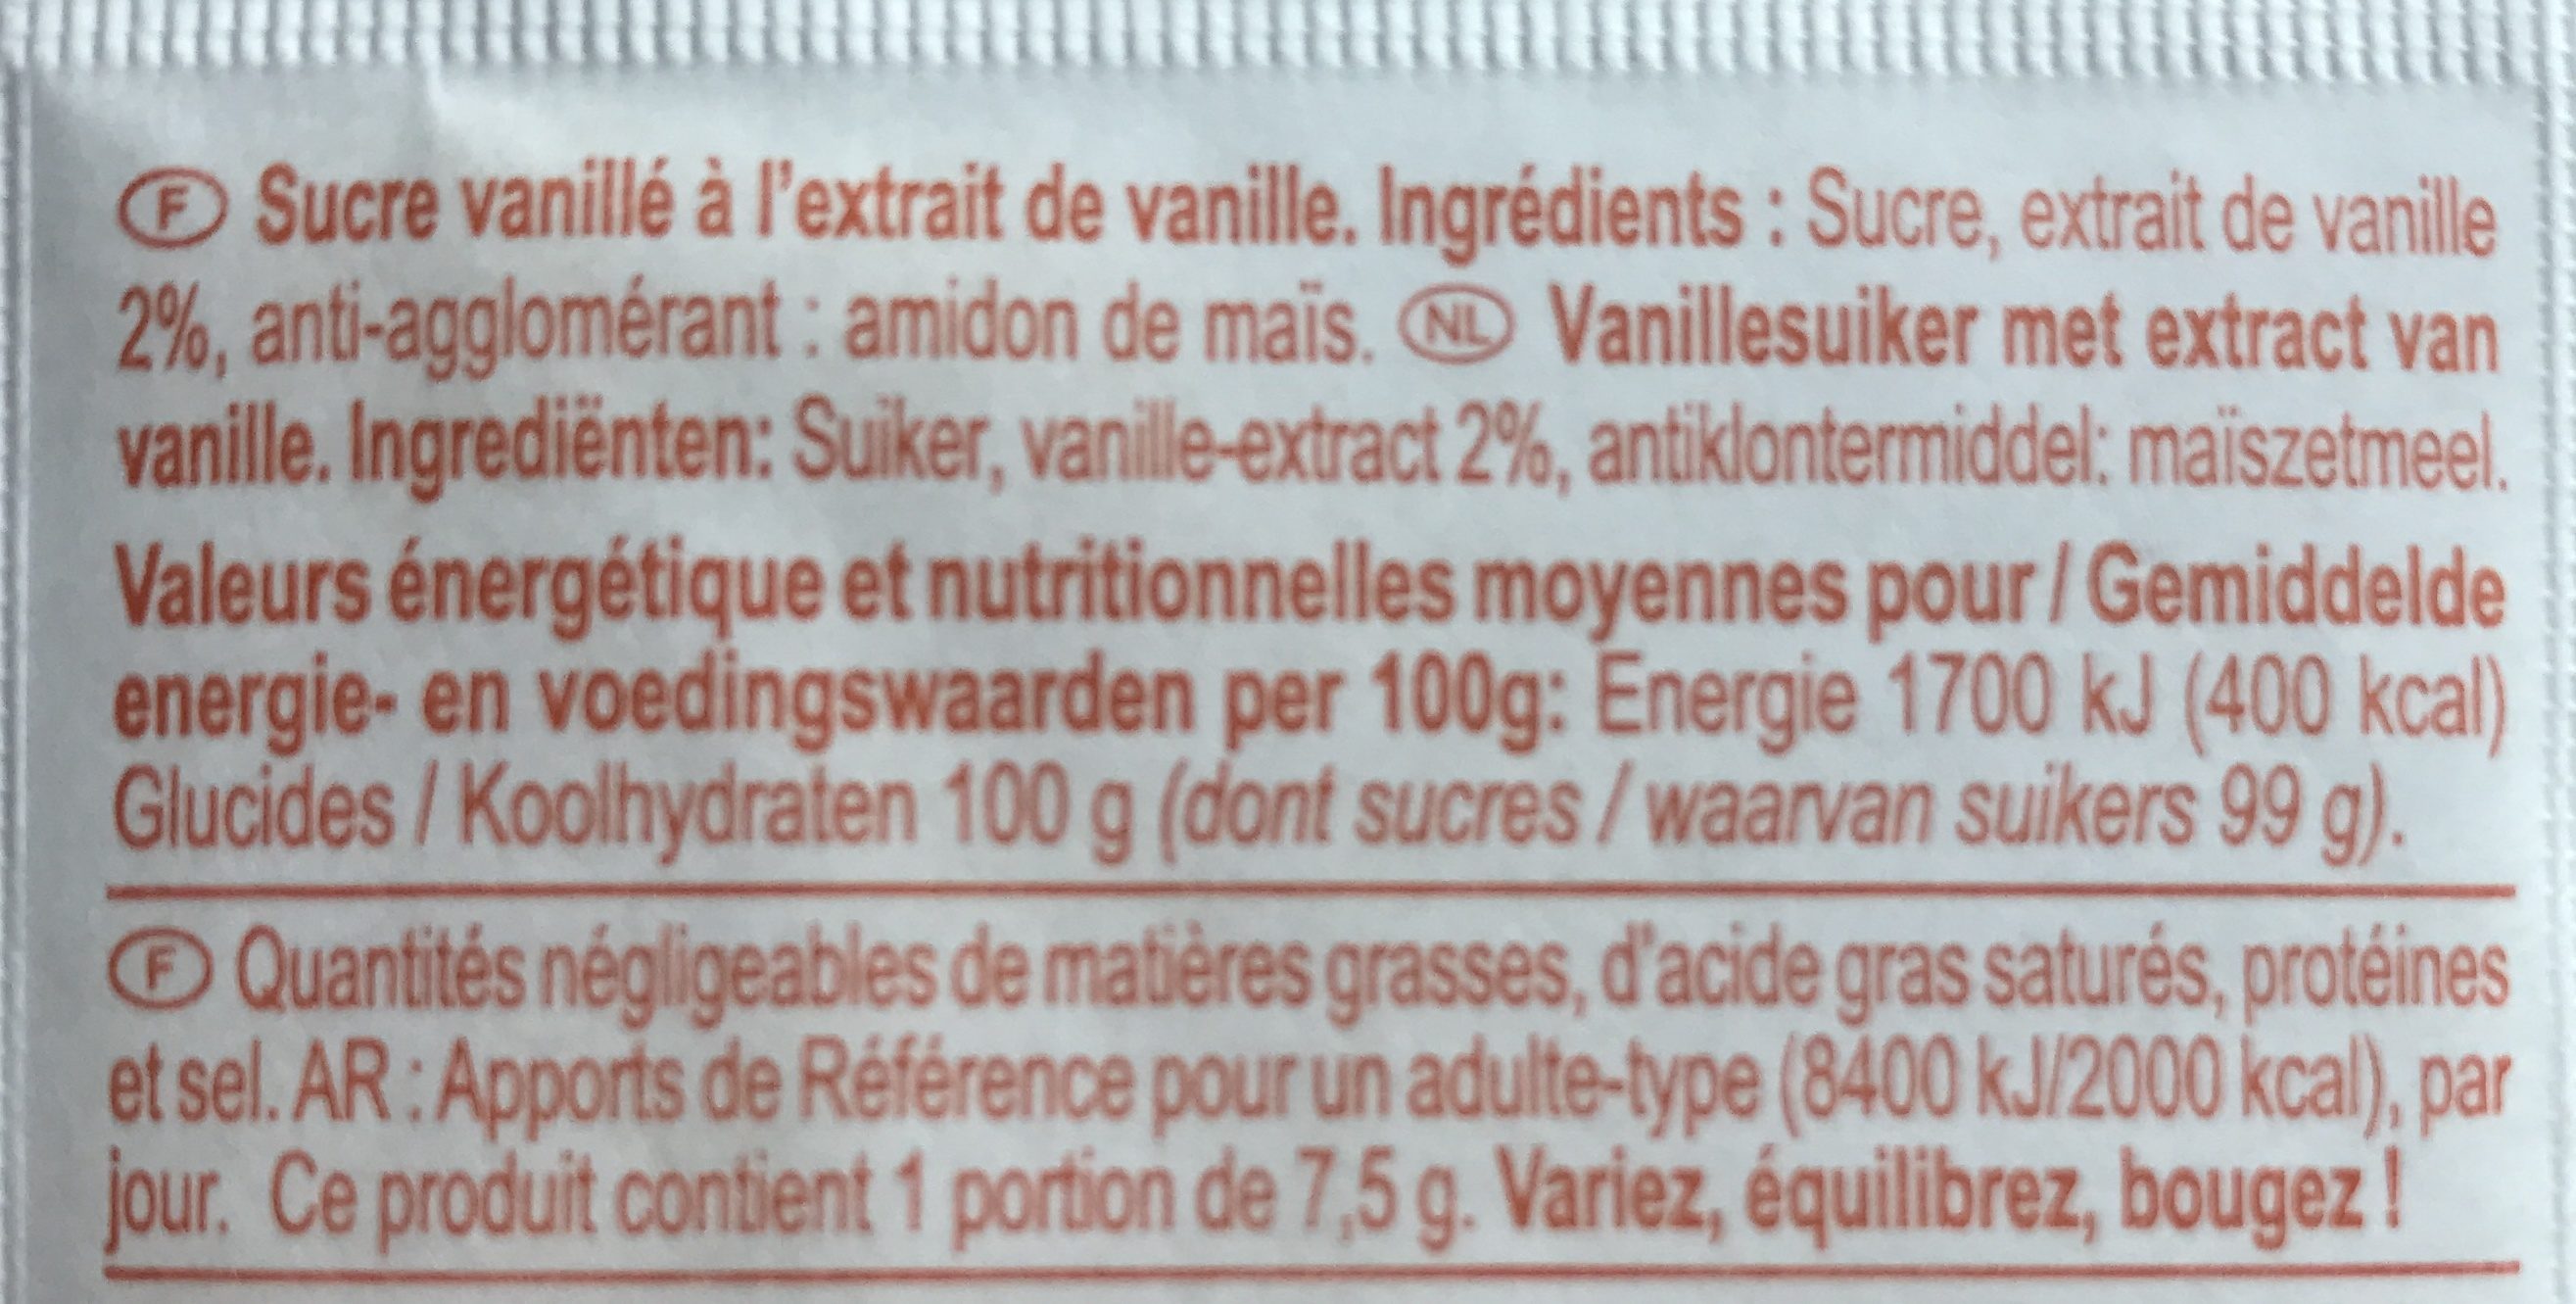 F Sucre vanillé à l'extrait de vanille. Ingrédients : Sucre, extrait de vanille
2%, anti-agglomérant : amidon de maïs. NL Vanillesuiker met extract van
vanille. Ingrediënten: Suiker, vanille-extract 2%, antiklontermiddel: maïszetmeel.
Valeurs énergétique et nutritionnelles moyennes pour / Gemiddelde
energie- en voedingswaarden per 100g: Energie 1700 kJ (400 kcal)
Glucides / Koolhydraten 100 g (dont sucres / waarvan suikers 99 g).
F Quantités négligeables de matières grasses, d'acide gras saturés, protéines
et sel. AR : Apports de Référence pour un adulte-type (8400 kJ/2000 kcal), par
jour. Ce produit contient 1 portion de 7,5 g. Variez, équilibrez, bougez !